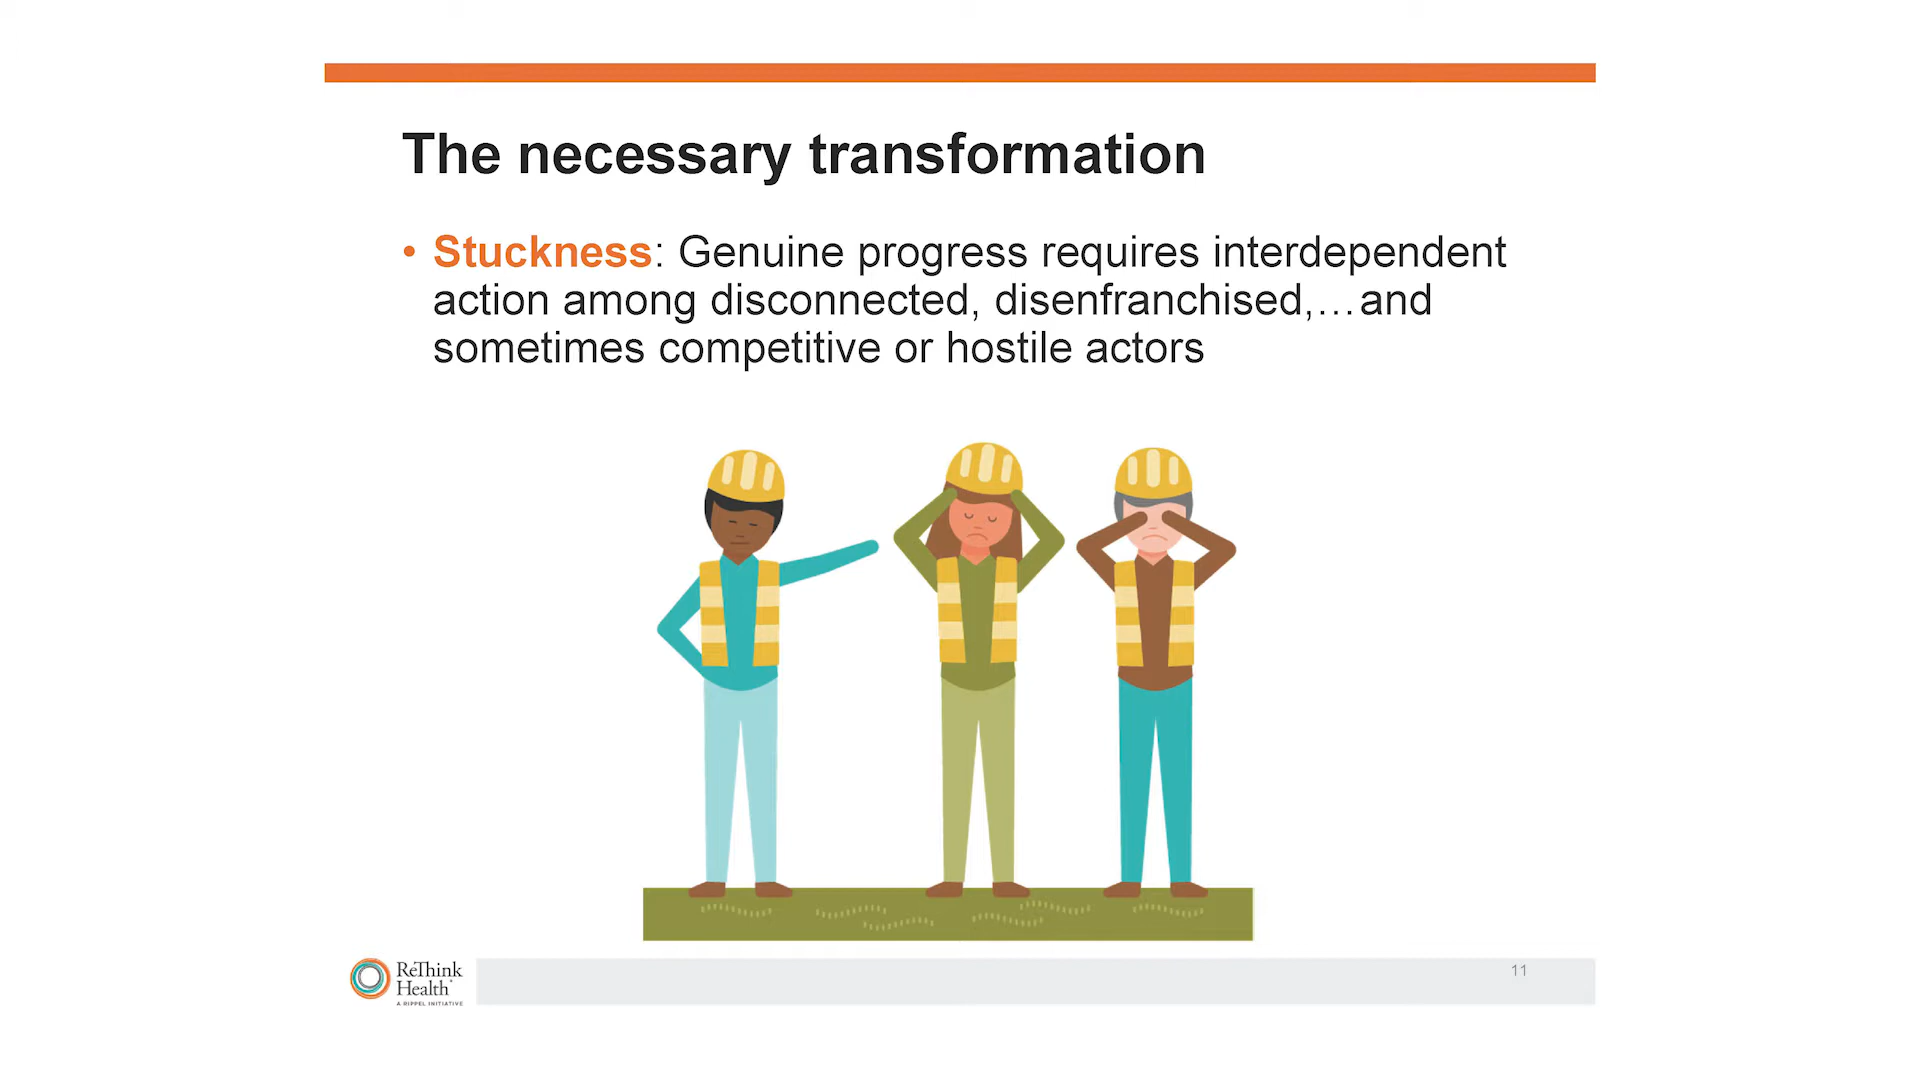 The necessary transformation
• Stuckness: Genuine progress requires interdependent
action among disconnected, disenfranchised,…and
sometimes competitive or hostile actors
ReThink
Health
A RIPPEL INITIATIVE
11